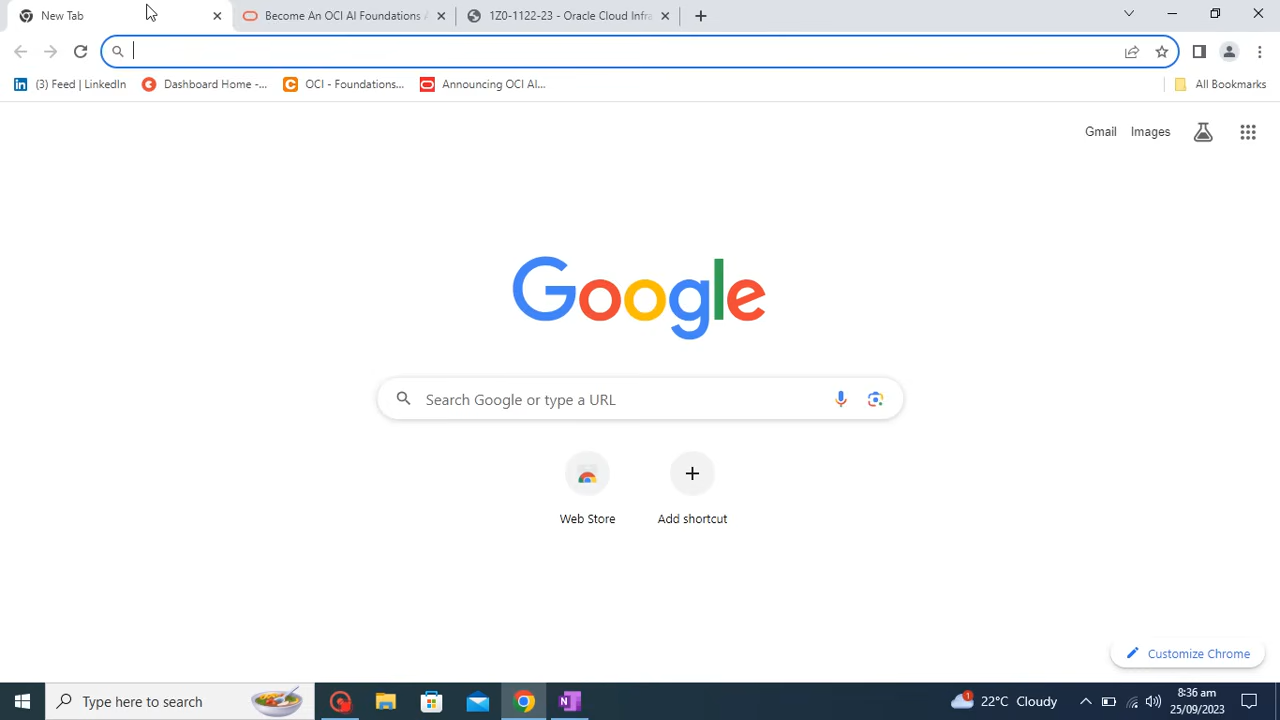 New Tab
Become An OCI AI Foundations A
1Z0-1122-23 - Oracle Cloud Infra
(3) Feed | LinkedIn
Dashboard Home -...
OCI - Foundations...
Announcing OCI AI...
All Bookmarks
Gmail
Images
Google
Search Google or type a URL
Web Store
Add shortcut
Customize Chrome
Type here to search
1
22°C Cloudy
8:36 am
25/09/2023